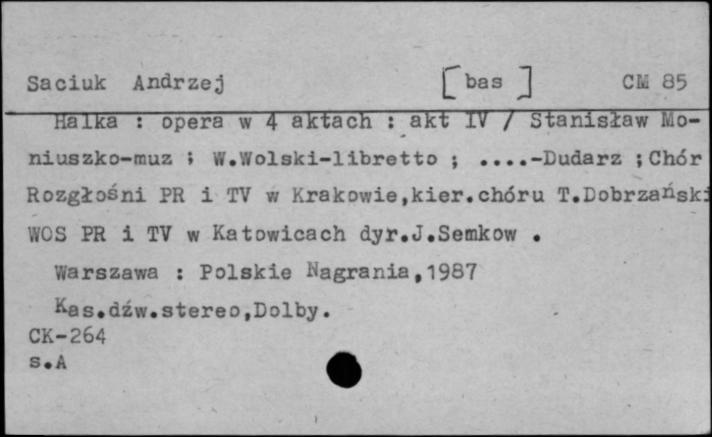 Saciuk Andrzej [bas] CM 85
Halka : opera w 4 aktach : akt IV / Stanisław Mo-
niuszko-muz ; W.Wolski-libretto ; ....-Dudarz ;Chór
Rozgłośni PR i TV w Krakowie,kier.chóru T.Dobrzański
WOS PR i TV w Katowicach dyr.J.Semkow .
Warszawa : Polskie Nagrania,1987
Kas.dźw.stereo,Dolby.
CK-264
s.A